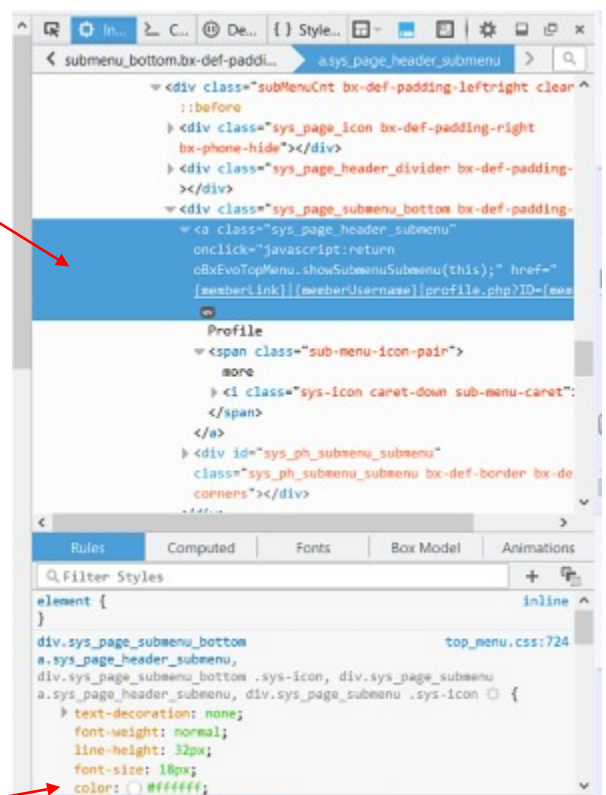 In... C... De... { } Style...
submenu_bottom.bx-def-paddi... a.sys_page_header_submenu
<div class="subMenuCnt bx-def-padding-leftright clear
::before
<div class="sys_page_icon bx-def-padding-right
bx-phone-hide"></div>
<div class="sys_page_header_divider bx-def-padding-
></div>
<div class="sys_page_submenu_bottom bx-def-padding-
<a class="sys_page_header_submenu"
onclick="javascript:return
oBxEvoTopMenu.showSubmenuSubmenu(this);" href="
{memberLink}|{memberUsername}|profile.php?ID={mem
ev
Profile
<span class="sub-menu-icon-pair">
more
<i class="sys-icon caret-down sub-menu-caret":
</span>
</a>
<div id="sys_ph_submenu_submenu"
class="sys_ph_submenu_submenu bx-def-border bx-de
corners"></div>
Rules Computed Fonts Box Model Animations
Filter Styles +
element { inline
}
div.sys_page_submenu_bottom top_menu.css:724
a.sys_page_header_submenu,
div.sys_page_submenu_bottom .sys-icon, div.sys_page_submenu
a.sys_page_header_submenu, div.sys_page_submenu .sys-icon {
text-decoration: none;
font-weight: normal;
line-height: 32px;
font-size: 18px;
color: #ffffff;